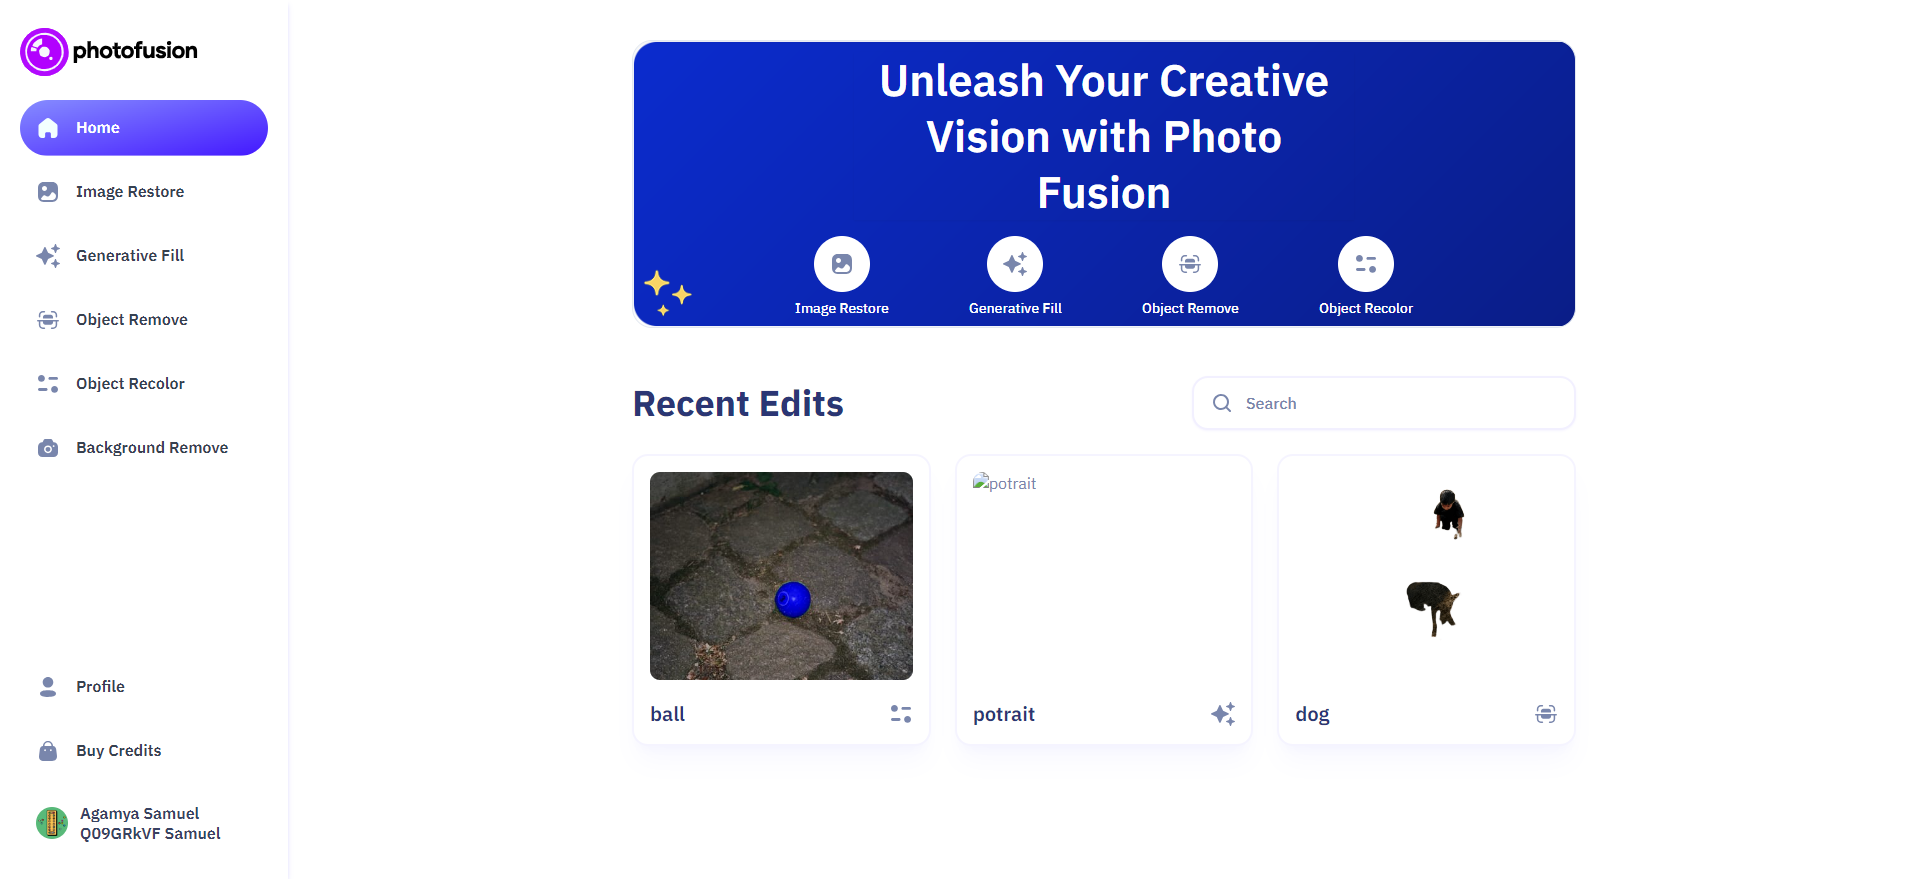 photofusion
Home
Image Restore
Generative Fill
Object Remove
Object Recolor
Background Remove
Profile
Buy Credits
Agamya Samuel
Q09GRkVF Samuel
Unleash Your Creative
Vision with Photo
Fusion
Image Restore
Generative Fill
Object Remove
Object Recolor
Recent Edits
Search
potrait
ball
potrait
dog